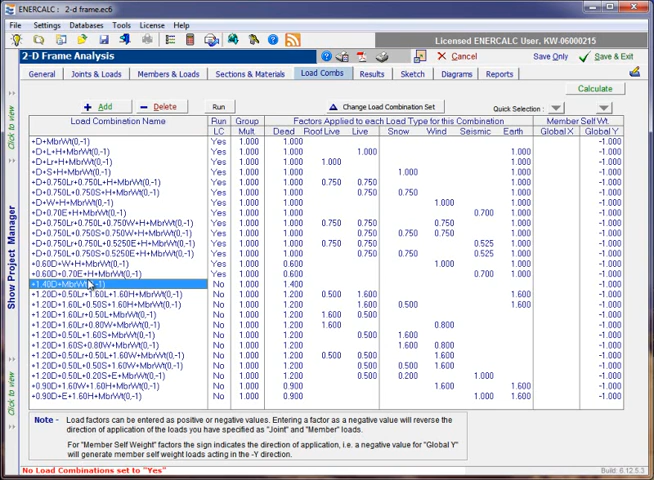 ENERCALC : 2-d frame.ec6
File Settings Databases Tools License Help
Licensed ENERCALC User, KW-06000215
2-D Frame Analysis
Cancel Save Only Save & Exit
General Joints & Loads Members & Loads Sections & Materials Load Combs Results Sketch Diagrams Reports
Calculate
Click to view
Show Project Manager
Click to view
Add Delete Run Change Load Combination Set Quick Selection :
Load Combination Name Run LC Group Mult Factors Applied to each Load Type for this Combination Member Self Wt.
Dead Roof Live Live Snow Wind Seismic Earth Global X Global Y
+D+MbrWt(0,-1) Yes 1.000 1.000 -1.000
+D+L+H+MbrWt(0,-1) Yes 1.000 1.000 1.000 1.000 -1.000
+D+Lr+H+MbrWt(0,-1) Yes 1.000 1.000 1.000 1.000 -1.000
+D+S+H+MbrWt(0,-1) Yes 1.000 1.000 1.000 1.000 -1.000
+D+0.750Lr+0.750L+H+MbrWt(0,-1) Yes 1.000 1.000 0.750 0.750 1.000 -1.000
+D+0.750L+0.750S+H+MbrWt(0,-1) Yes 1.000 1.000 0.750 0.750 1.000 -1.000
+D+W+H+MbrWt(0,-1) Yes 1.000 1.000 1.000 1.000 -1.000
+D+0.70E+H+MbrWt(0,-1) Yes 1.000 1.000 0.700 1.000 -1.000
+D+0.750Lr+0.750L+0.750W+H+MbrWt(0,-1) Yes 1.000 1.000 0.750 0.750 0.750 1.000 -1.000
+D+0.750L+0.750S+0.750W+H+MbrWt(0,-1) Yes 1.000 1.000 0.750 0.750 0.750 1.000 -1.000
+D+0.750Lr+0.750L+0.5250E+H+MbrWt(0,-1) Yes 1.000 1.000 0.750 0.750 0.525 1.000 -1.000
+D+0.750L+0.750S+0.5250E+H+MbrWt(0,-1) Yes 1.000 1.000 0.750 0.750 0.525 1.000 -1.000
+0.60D+W+H+MbrWt(0,-1) Yes 1.000 0.600 1.000 1.000 -1.000
+0.60D+0.70E+H+MbrWt(0,-1) Yes 1.000 0.600 0.700 1.000 -1.000
No 1.000 1.400 -1.000
+1.20D+0.50Lr+1.60L+1.60H+MbrWt(0,-1) No 1.000 1.200 0.500 1.600 1.600 -1.000
+1.20D+1.60L+0.50S+1.60H+MbrWt(0,-1) No 1.000 1.200 1.600 0.500 1.600 -1.000
+1.20D+1.60Lr+0.50L+MbrWt(0,-1) No 1.000 1.200 1.600 0.500 -1.000
+1.20D+1.60Lr+0.80W+MbrWt(0,-1) No 1.000 1.200 1.600 0.800 -1.000
+1.20D+0.50L+1.60S+MbrWt(0,-1) No 1.000 1.200 0.500 1.600 -1.000
+1.20D+1.60S+0.80W+MbrWt(0,-1) No 1.000 1.200 1.600 0.800 -1.000
+1.20D+0.50Lr+0.50L+1.60W+MbrWt(0,-1) No 1.000 1.200 0.500 0.500 1.600 -1.000
+1.20D+0.50L+0.50S+1.60W+MbrWt(0,-1) No 1.000 1.200 0.500 0.500 1.600 -1.000
+1.20D+0.50L+0.20S+E+MbrWt(0,-1) No 1.000 1.200 0.500 0.200 1.000 -1.000
+0.90D+1.60W+1.60H+MbrWt(0,-1) No 1.000 0.900 1.600 1.600 -1.000
+0.90D+E+1.60H+MbrWt(0,-1) No 1.000 0.900 1.000 1.600 -1.000
Note - Load factors can be entered as positive or negative values. Entering a factor as a negative value will reverse the
direction of application of the loads you have specified as "Joint" and "Member" loads.
For "Member Self Weight" factors the sign indicates the direction of application, i.e. a negative value for "Global Y"
will generate member self weight loads acting in the -Y direction.
No Load Combinations set to "Yes" Build: 6.12.5.3